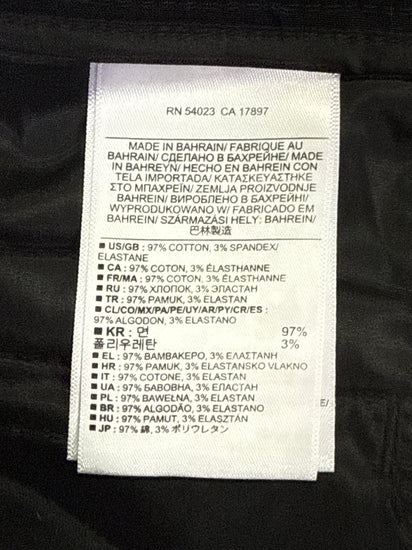 RN 54023 CA 17897
MADE IN BAHRAIN/ FABRIQUE AU
BAHRAIN/ СДЕЛАНО В БАХРЕЙНЕ/ MADE
IN BAHREYN/ HECHO EN BAHREIN CON
TELA IMPORTADA/ ΚΑΤΑΣΚΕΥΑΣΤΗΚΕ
ΣΤΟ ΜΠΑΧΡΕΪΝ/ ZEMLJA PROIZVODNJE
BAHREIN/ ВИРОБЛЕНО В БАХРЕЇНІ/
WYPRODUKOWANO W/ FABRICADO EM
BAHREIN/ SZÁRMAZÁSI HELY: BAHREIN/
巴林製造
■ US/GB : 97% COTTON, 3% SPANDEX/
ELASTANE
■ CA : 97% COTON, 3% ÉLASTHANNE
■ FR/MA : 97% COTON, 3% ÉLASTHANNE
■ RU : 97% ХЛОПОК, 3% ЭЛАСТАН
■ TR : 97% PAMUK, 3% ELASTAN
■ CL/CO/MX/PA/PE/UY/AR/PY/CR/ES :
97% ALGODON, 3% ELASTANO
■ KR : 면 97%
폴리우레탄 3%
■ EL : 97% ΒΑΜΒΑΚΕΡΟ, 3% ΕΛΑΣΤΑΝΗ
■ HR : 97% PAMUK, 3% ELASTANSKO VLAKNO
■ IT : 97% COTONE, 3% ELASTAN
■ UA : 97% БАВОВНА, 3% ЕЛАСТАН
■ PL : 97% BAWEŁNA, 3% ELASTAN
■ BR : 97% ALGODÃO, 3% ELASTANO
■ HU : 97% PAMUT, 3% ELASZTÁN
■ JP : 97% 綿, 3% ポリウレタン